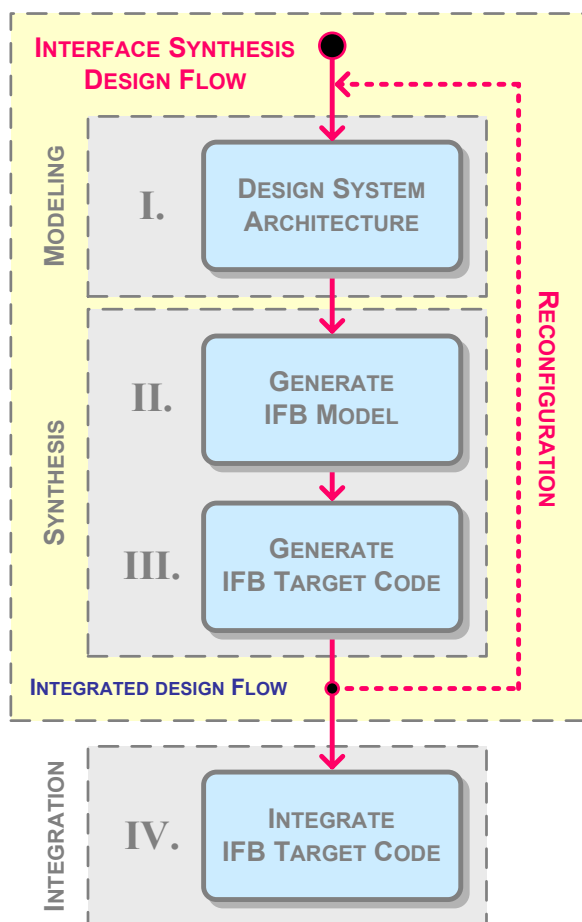 INTERFACE SYNTHESIS
DESIGN FLOW
MODELING
I.
DESIGN SYSTEM
ARCHITECTURE
RECONFIGURATION
SYNTHESIS
II.
GENERATE
IFB MODEL
III.
GENERATE
IFB TARGET CODE
INTEGRATED DESIGN FLOW
INTEGRATION
IV.
INTEGRATE
IFB TARGET CODE